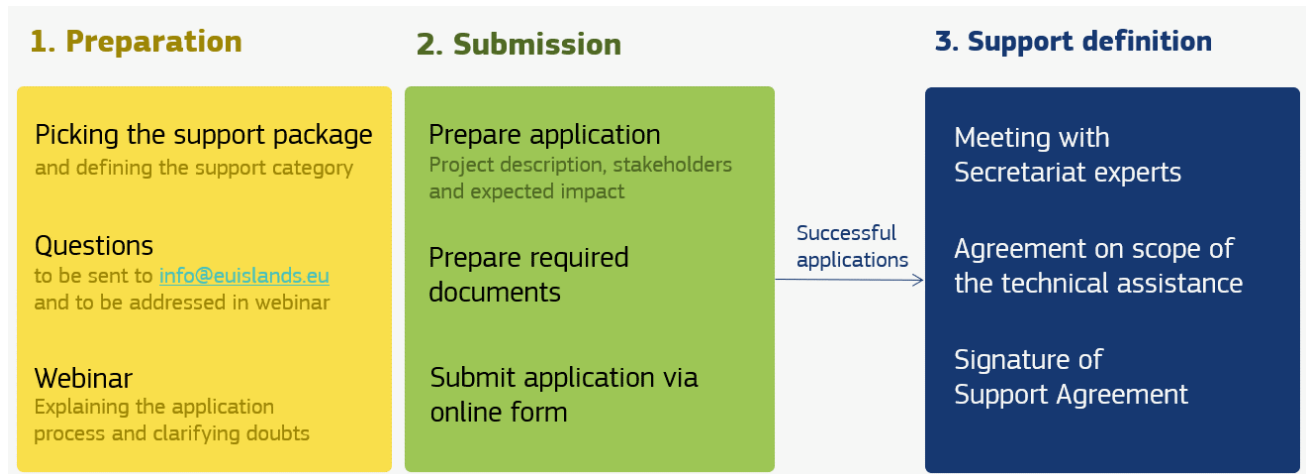 1. Preparation
Picking the support package
and defining the support category
Questions
to be sent to info@euislands.eu
and to be addressed in webinar
Webinar
Explaining the application
process and clarifying doubts
2. Submission
Prepare application
Project description, stakeholders
and expected impact
Prepare required
documents
Submit application via
online form
Successful
applications
3. Support definition
Meeting with
Secretariat experts
Agreement on scope of
the technical assistance
Signature of
Support Agreement